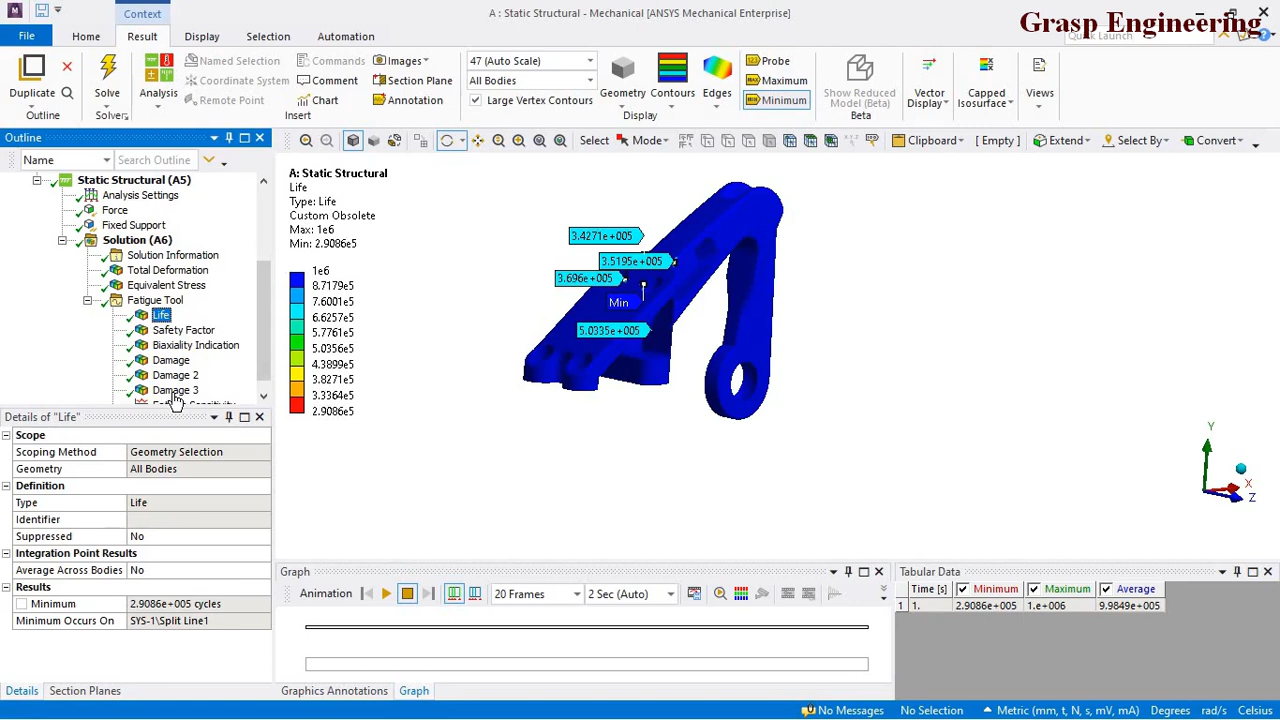 Context
A : Static Structural - Mechanical [ANSYS Mechanical Enterprise]
Grasp Engineering
File
Home
Result
Display
Selection
Automation
Quick Launch
Duplicate
Outline
Solve
Solvers
Analysis
Named Selection
Coordinate System
Remote Point
Commands
Comment
Chart
Images
Section Plane
Annotation
Insert
47 (Auto Scale)
All Bodies
Large Vertex Contours
Geometry
Contours
Edges
Probe
Maximum
Minimum
Display
Show Reduced
Model (Beta)
Beta
Vector
Display
Capped
Isosurface
Views
Outline
Name
Search Outline
Select
Mode
Clipboard
[ Empty ]
Extend
Select By
Convert
Static Structural (A5)
Analysis Settings
Force
Fixed Support
Solution (A6)
Solution Information
Total Deformation
Equivalent Stress
Fatigue Tool
Life
Safety Factor
Biaxiality Indication
Damage
Damage 2
Damage 3
A: Static Structural
Life
Type: Life
Custom Obsolete
Max: 1e6
Min: 2.9086e5
1e6
8.7179e5
7.6001e5
6.6257e5
5.7761e5
5.0356e5
4.3899e5
3.8271e5
3.3364e5
2.9086e5
3.4271e+005
3.5195e+005
3.696e+005
Min
5.0335e+005
Y
X
Z
Details of "Life"
Scope
Scoping Method Geometry Selection
Geometry All Bodies
Definition
Type Life
Identifier
Suppressed No
Integration Point Results
Average Across Bodies No
Results
Minimum 2.9086e+005 cycles
Minimum Occurs On SYS-1\Split Line1
Details
Section Planes
Graph
Animation
20 Frames
2 Sec (Auto)
Graphics Annotations
Graph
Tabular Data
Time [s] Minimum Maximum Average
1 1. 2.9086e+005 1.e+006 9.9849e+005
No Messages
No Selection
Metric (mm, t, N, s, mV, mA)
Degrees
rad/s
Celsius